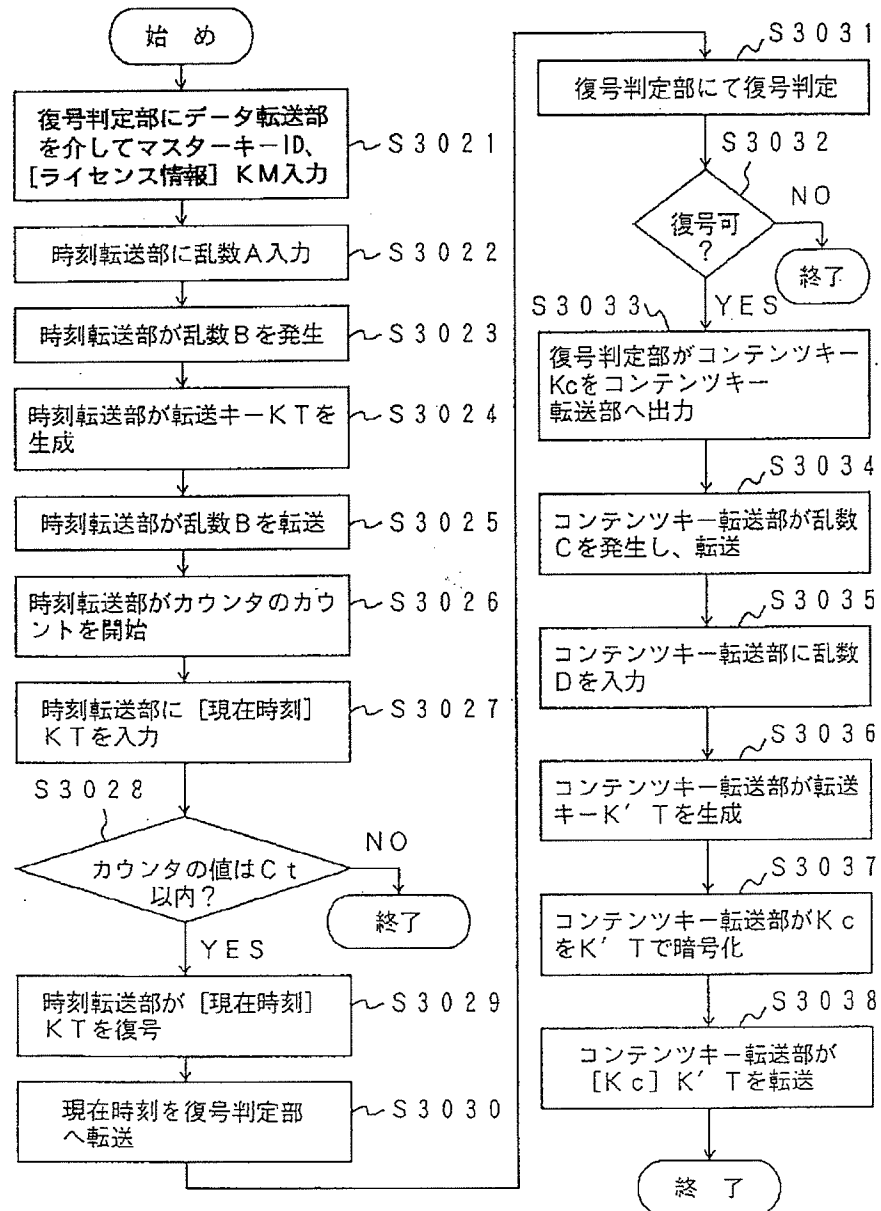 始 め
復号判定部にデータ転送部
を介してマスターキーID、
[ライセンス情報] KM入力
S3021
時刻転送部に乱数A入力
S3022
時刻転送部が乱数Bを発生
S3023
時刻転送部が転送キーKTを
生成
S3024
時刻転送部が乱数Bを転送
S3025
時刻転送部がカウンタのカウ
ントを開始
S3026
時刻転送部に [現在時刻]
KTを入力
S3027
S3028
カウンタの値はCt
以内?
NO
終了
YES
時刻転送部が [現在時刻]
KTを復号
S3029
現在時刻を復号判定部
へ転送
S3030
S3031
復号判定部にて復号判定
S3032
復号可
?
NO
終了
YES
S3033
復号判定部がコンテンツキー
Kcをコンテンツキー
転送部へ出力
S3034
コンテンツキー転送部が乱数
Cを発生し、転送
S3035
コンテンツキー転送部に乱数
Dを入力
S3036
コンテンツキー転送部が転送
キーK′Tを生成
S3037
コンテンツキー転送部がKc
をK′Tで暗号化
S3038
コンテンツキー転送部が
[Kc] K′Tを転送
終 了